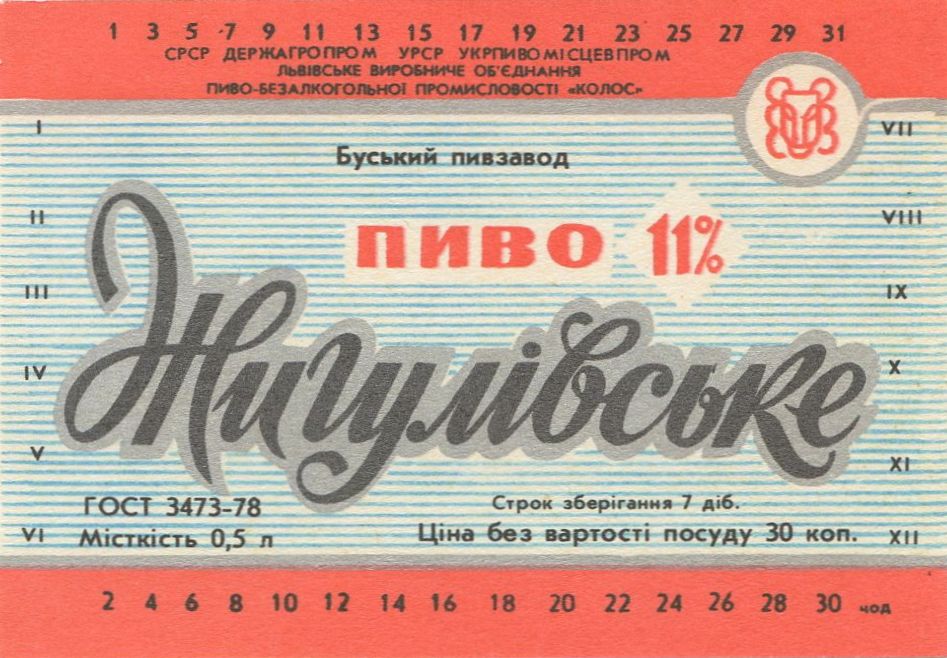 1 3 5 7 9 11 13 15 17 19 21 23 25 27 29 31
СРСР ДЕРЖАГРОПРОМ УРСР УКРПИВОМІСЦЕВПРОМ
ЛЬВІВСЬКЕ ВИРОБНИЧЕ ОБ'ЄДНАННЯ
ПИВО-БЕЗАЛКОГОЛЬНОЇ ПРОМИСЛОВОСТІ «КОЛОС»
I VII
Буський пивзавод
II VIII
ПИВО 11%
III IX
Жигулівське
IV X
V XI
ГОСТ 3473-78 Строк зберігання 7 діб.
VI Місткість 0,5 л Ціна без вартості посуду 30 коп. XII
2 4 6 8 10 12 14 16 18 20 22 24 26 28 30 чод